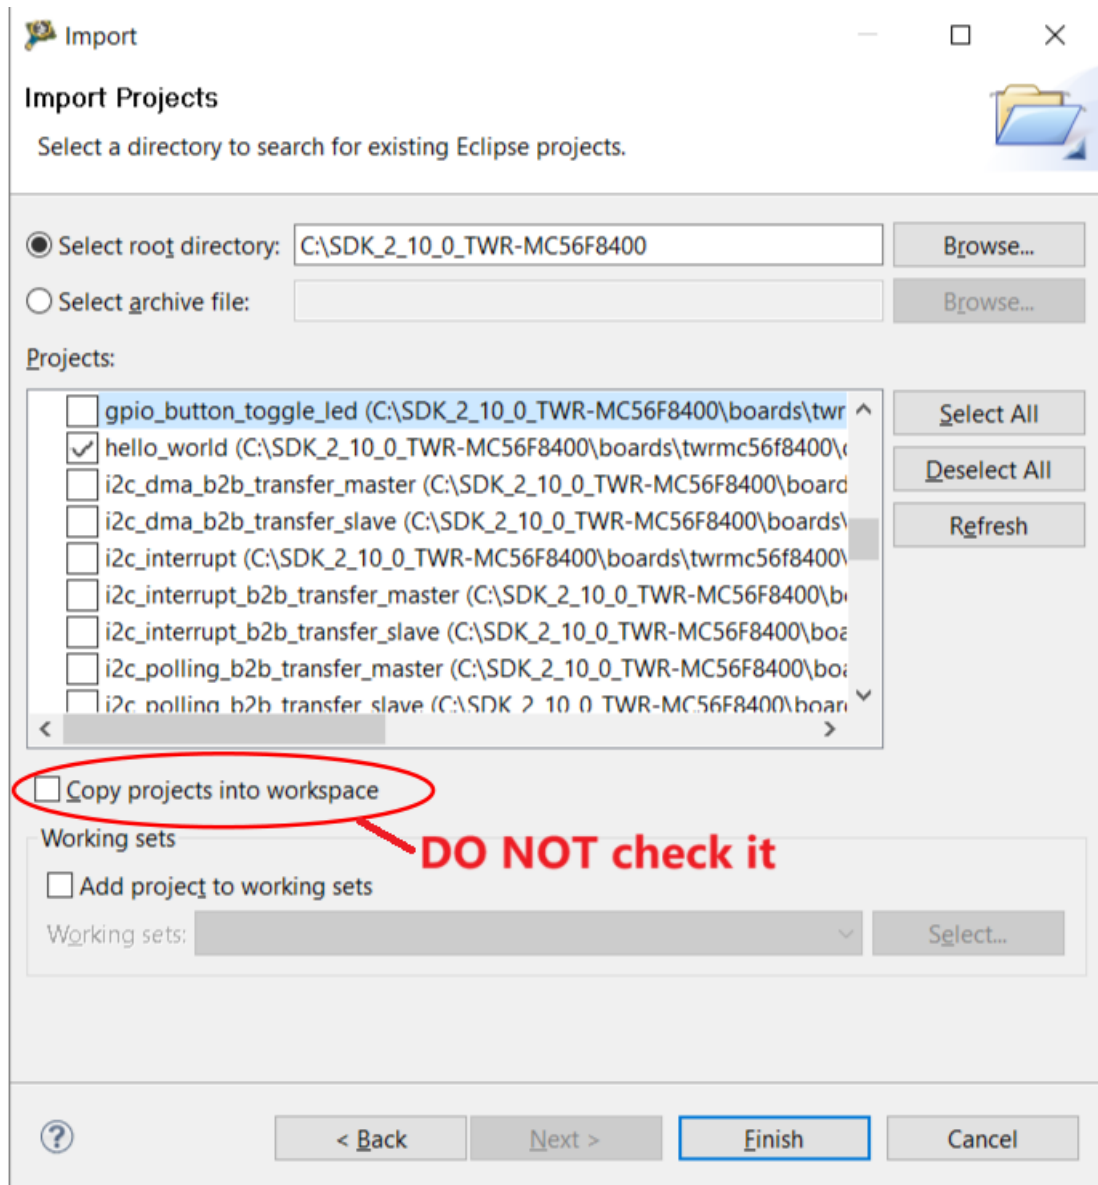 Import
Import Projects
Select a directory to search for existing Eclipse projects.
Select root directory: C:\SDK_2_10_0_TWR-MC56F8400 Browse...
Select archive file: Browse...
Projects:
gpio_button_toggle_led (C:\SDK_2_10_0_TWR-MC56F8400\boards\twr
hello_world (C:\SDK_2_10_0_TWR-MC56F8400\boards\twrmc56f8400\
i2c_dma_b2b_transfer_master (C:\SDK_2_10_0_TWR-MC56F8400\board
i2c_dma_b2b_transfer_slave (C:\SDK_2_10_0_TWR-MC56F8400\boards\
i2c_interrupt (C:\SDK_2_10_0_TWR-MC56F8400\boards\twrmc56f8400\
i2c_interrupt_b2b_transfer_master (C:\SDK_2_10_0_TWR-MC56F8400\b
i2c_interrupt_b2b_transfer_slave (C:\SDK_2_10_0_TWR-MC56F8400\boa
i2c_polling_b2b_transfer_master (C:\SDK_2_10_0_TWR-MC56F8400\boa
i2c_polling_b2b_transfer_slave (C:\SDK_2_10_0_TWR-MC56F8400\boar
Select All
Deselect All
Refresh
Copy projects into workspace
DO NOT check it
Working sets
Add project to working sets
Working sets: Select...
< Back Next > Finish Cancel